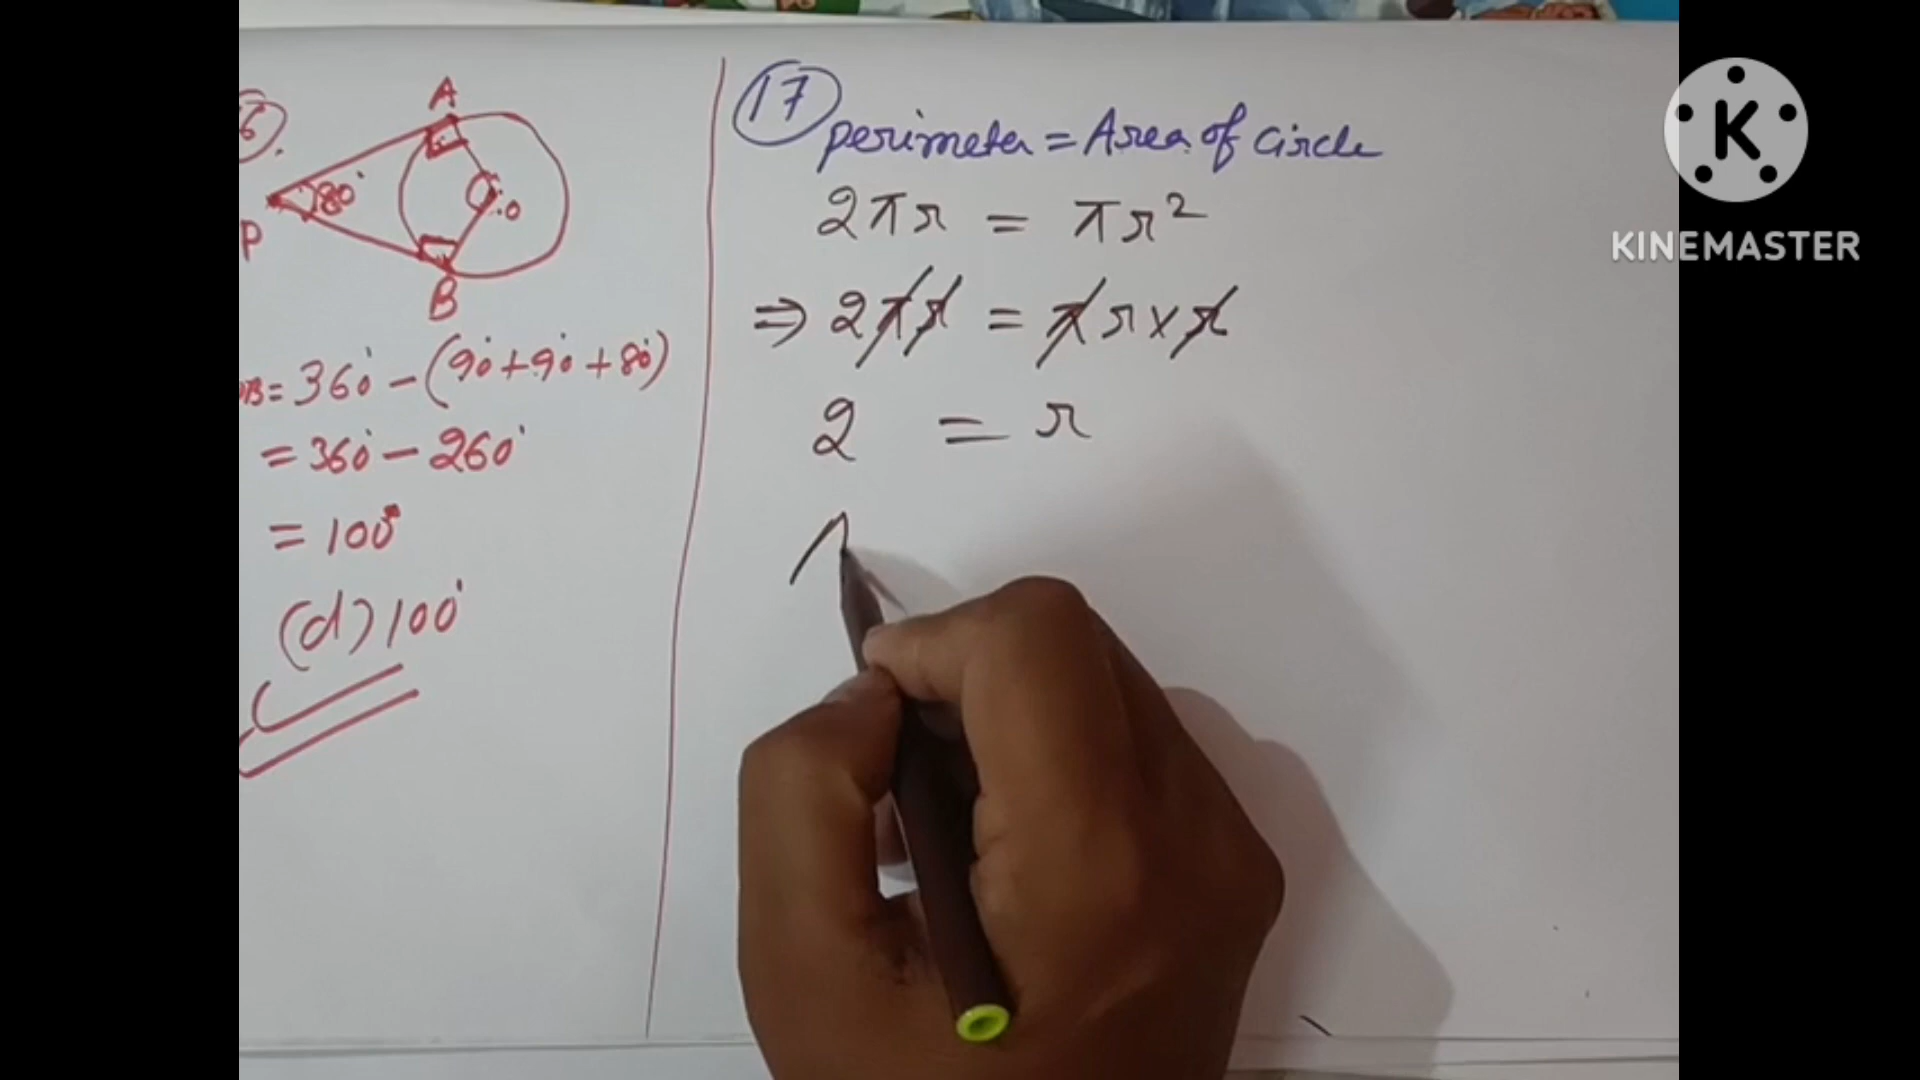 6).
A
80°
O
P
B
OB = 360° - (90° + 90° + 80°)
= 360° - 260°
= 100°
(d) 100°
17
perimeter = Area of Circle
2πr = πr²
⇒ 2πr = πr × r
2 = r
KINEMASTER